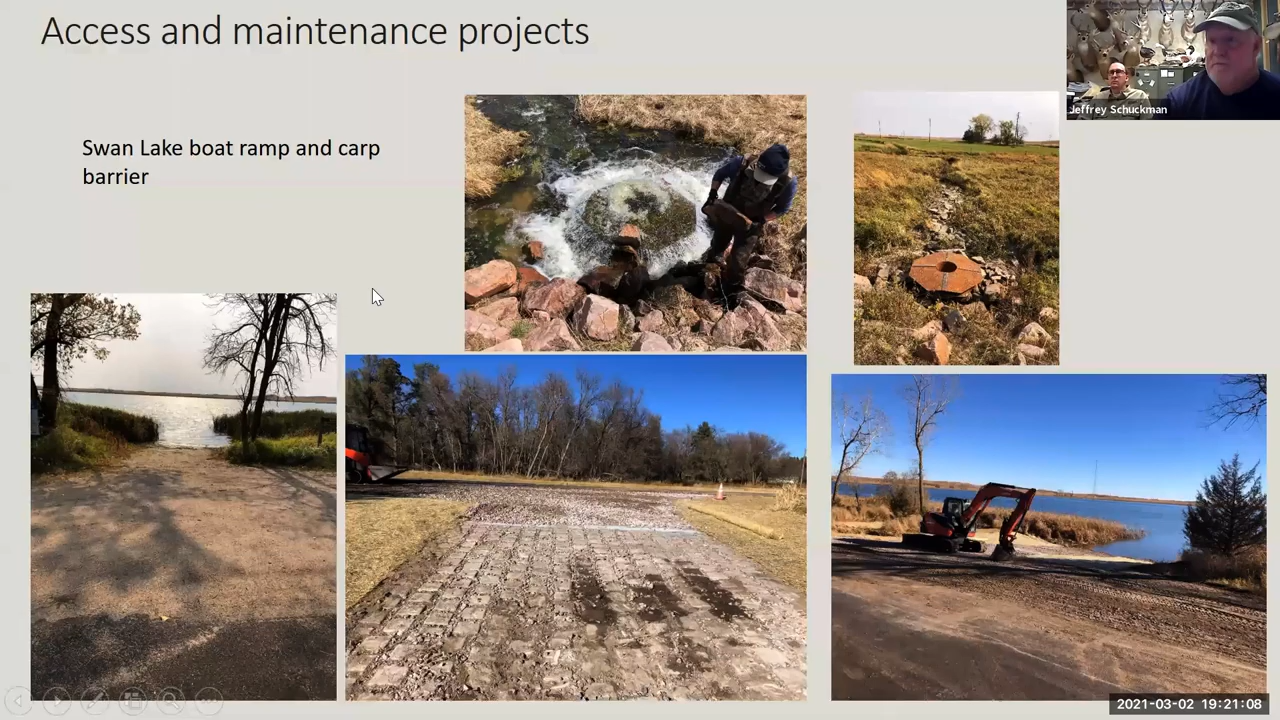 Access and maintenance projects
Swan Lake boat ramp and carp
barrier
Jeffrey Schuckman
2021-03-02 19:21:08